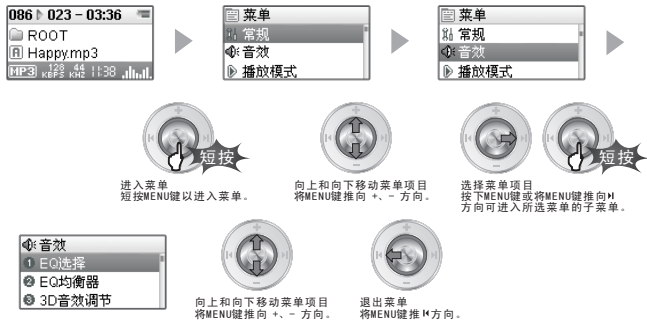 086 023 - 03:36
ROOT
Happy.mp3
MP3 128 KBPS 44 KHZ 11:38
菜单
常规
音效
播放模式
菜单
常规
音效
播放模式
短按
短按
进入菜单
短按MENU键以进入菜单。
向上和向下移动菜单项目
将MENU键推向 +、- 方向。
选择菜单项目
按下MENU键或将MENU键推向
方向可进入所选菜单的子菜单。
音效
1 EQ选择
2 EQ均衡器
3 3D音效调节
向上和向下移动菜单项目
将MENU键推向 +、- 方向。
退出菜单
将MENU键推方向。